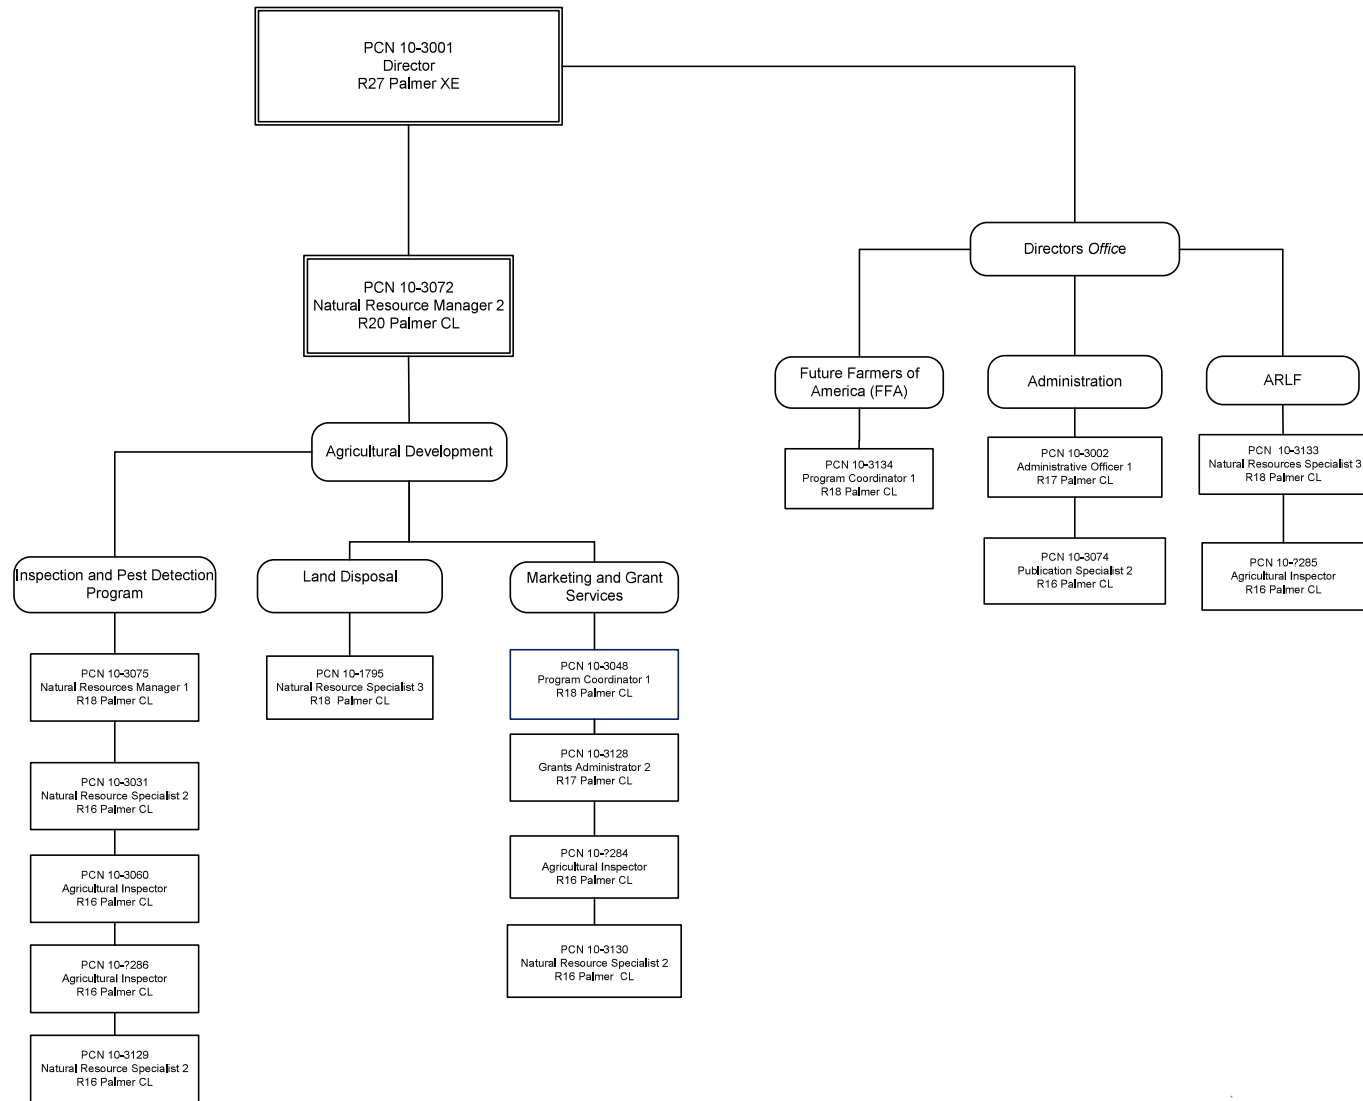 PCN 10-3001
Director
R27 Palmer XE
Directors Office
PCN 10-3072
Natural Resource Manager 2
R20 Palmer CL
Future Farmers of
America (FFA)
Administration
ARLF
Agricultural Development
PCN 10-3134
Program Coordinator 1
R18 Palmer CL
PCN 10-3002
Administrative Officer 1
R17 Palmer CL
PCN 10-3133
Natural Resources Specialist 3
R18 Palmer CL
PCN 10-3074
Publication Specialist 2
R16 Palmer CL
PCN 10-?285
Agricultural Inspector
R16 Palmer CL
Inspection and Pest Detection
Program
Land Disposal
Marketing and Grant
Services
PCN 10-3075
Natural Resources Manager 1
R18 Palmer CL
PCN 10-1795
Natural Resource Specialist 3
R18 Palmer CL
PCN 10-3048
Program Coordinator 1
R18 Palmer CL
PCN 10-3031
Natural Resource Specialist 2
R16 Palmer CL
PCN 10-3128
Grants Administrator 2
R17 Palmer CL
PCN 10-3060
Agricultural Inspector
R16 Palmer CL
PCN 10-?284
Agricultural Inspector
R16 Palmer CL
PCN 10-?286
Agricultural Inspector
R16 Palmer CL
PCN 10-3130
Natural Resource Specialist 2
R16 Palmer CL
PCN 10-3129
Natural Resource Specialist 2
R16 Palmer CL